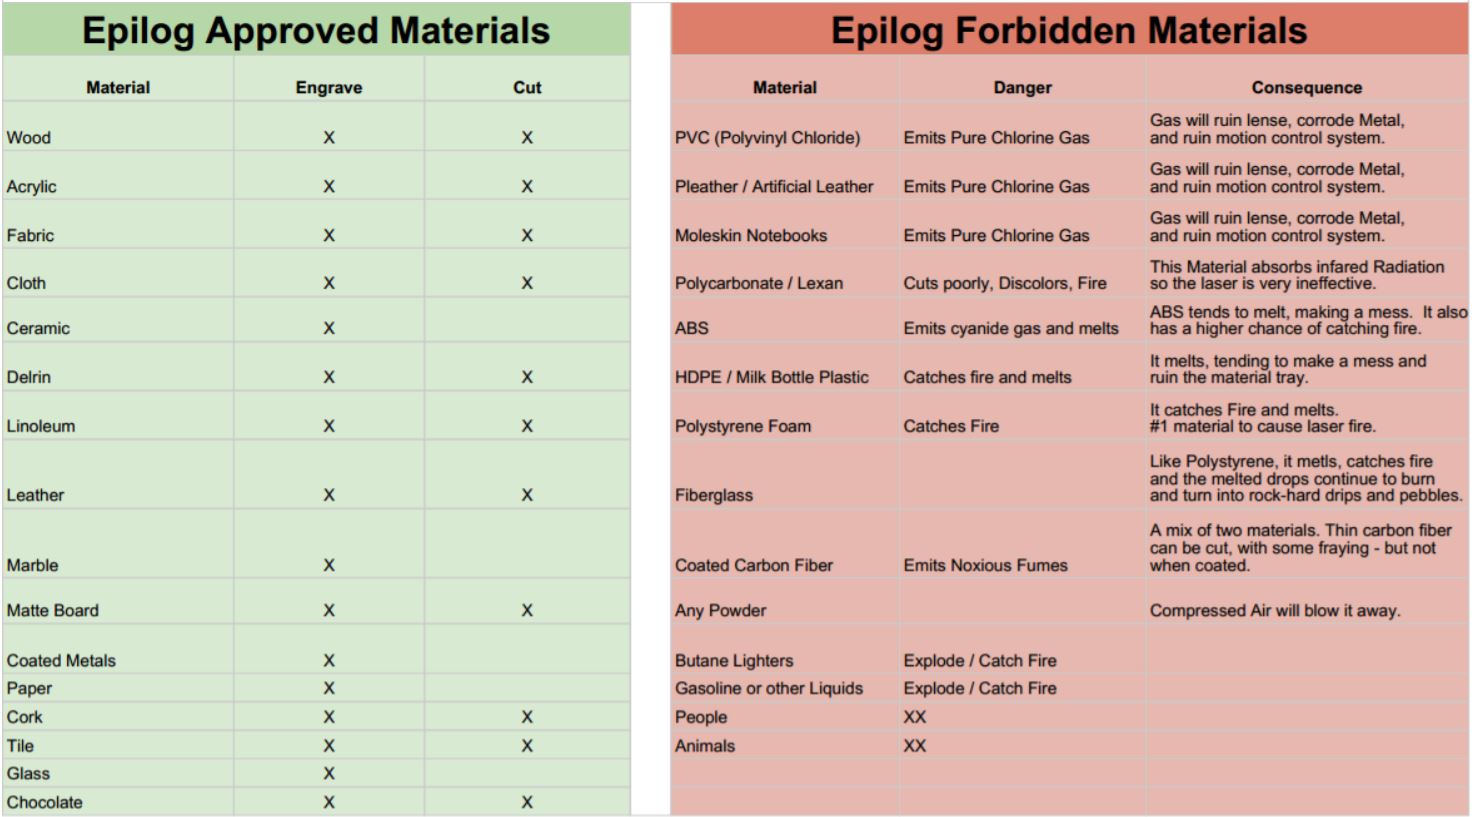 Epilog Approved Materials
Material Engrave Cut
Wood X X
Acrylic X X
Fabric X X
Cloth X X
Ceramic X
Delrin X X
Linoleum X X
Leather X X
Marble X
Matte Board X X
Coated Metals X
Paper X
Cork X X
Tile X X
Glass X
Chocolate X X
Epilog Forbidden Materials
Material Danger Consequence
PVC (Polyvinyl Chloride) Emits Pure Chlorine Gas Gas will ruin lense, corrode Metal,
and ruin motion control system.
Pleather / Artificial Leather Emits Pure Chlorine Gas Gas will ruin lense, corrode Metal,
and ruin motion control system.
Moleskin Notebooks Emits Pure Chlorine Gas Gas will ruin lense, corrode Metal,
and ruin motion control system.
Polycarbonate / Lexan Cuts poorly, Discolors, Fire This Material absorbs infared Radiation
so the laser is very ineffective.
ABS Emits cyanide gas and melts ABS tends to melt, making a mess. It also
has a higher chance of catching fire.
HDPE / Milk Bottle Plastic Catches fire and melts It melts, tending to make a mess and
ruin the material tray.
Polystyrene Foam Catches Fire It catches Fire and melts.
#1 material to cause laser fire.
Fiberglass Like Polystyrene, it metls, catches fire
and the melted drops continue to burn
and turn into rock-hard drips and pebbles.
Coated Carbon Fiber Emits Noxious Fumes A mix of two materials. Thin carbon fiber
can be cut, with some fraying - but not
when coated.
Any Powder Compressed Air will blow it away.
Butane Lighters Explode / Catch Fire
Gasoline or other Liquids Explode / Catch Fire
People XX
Animals XX